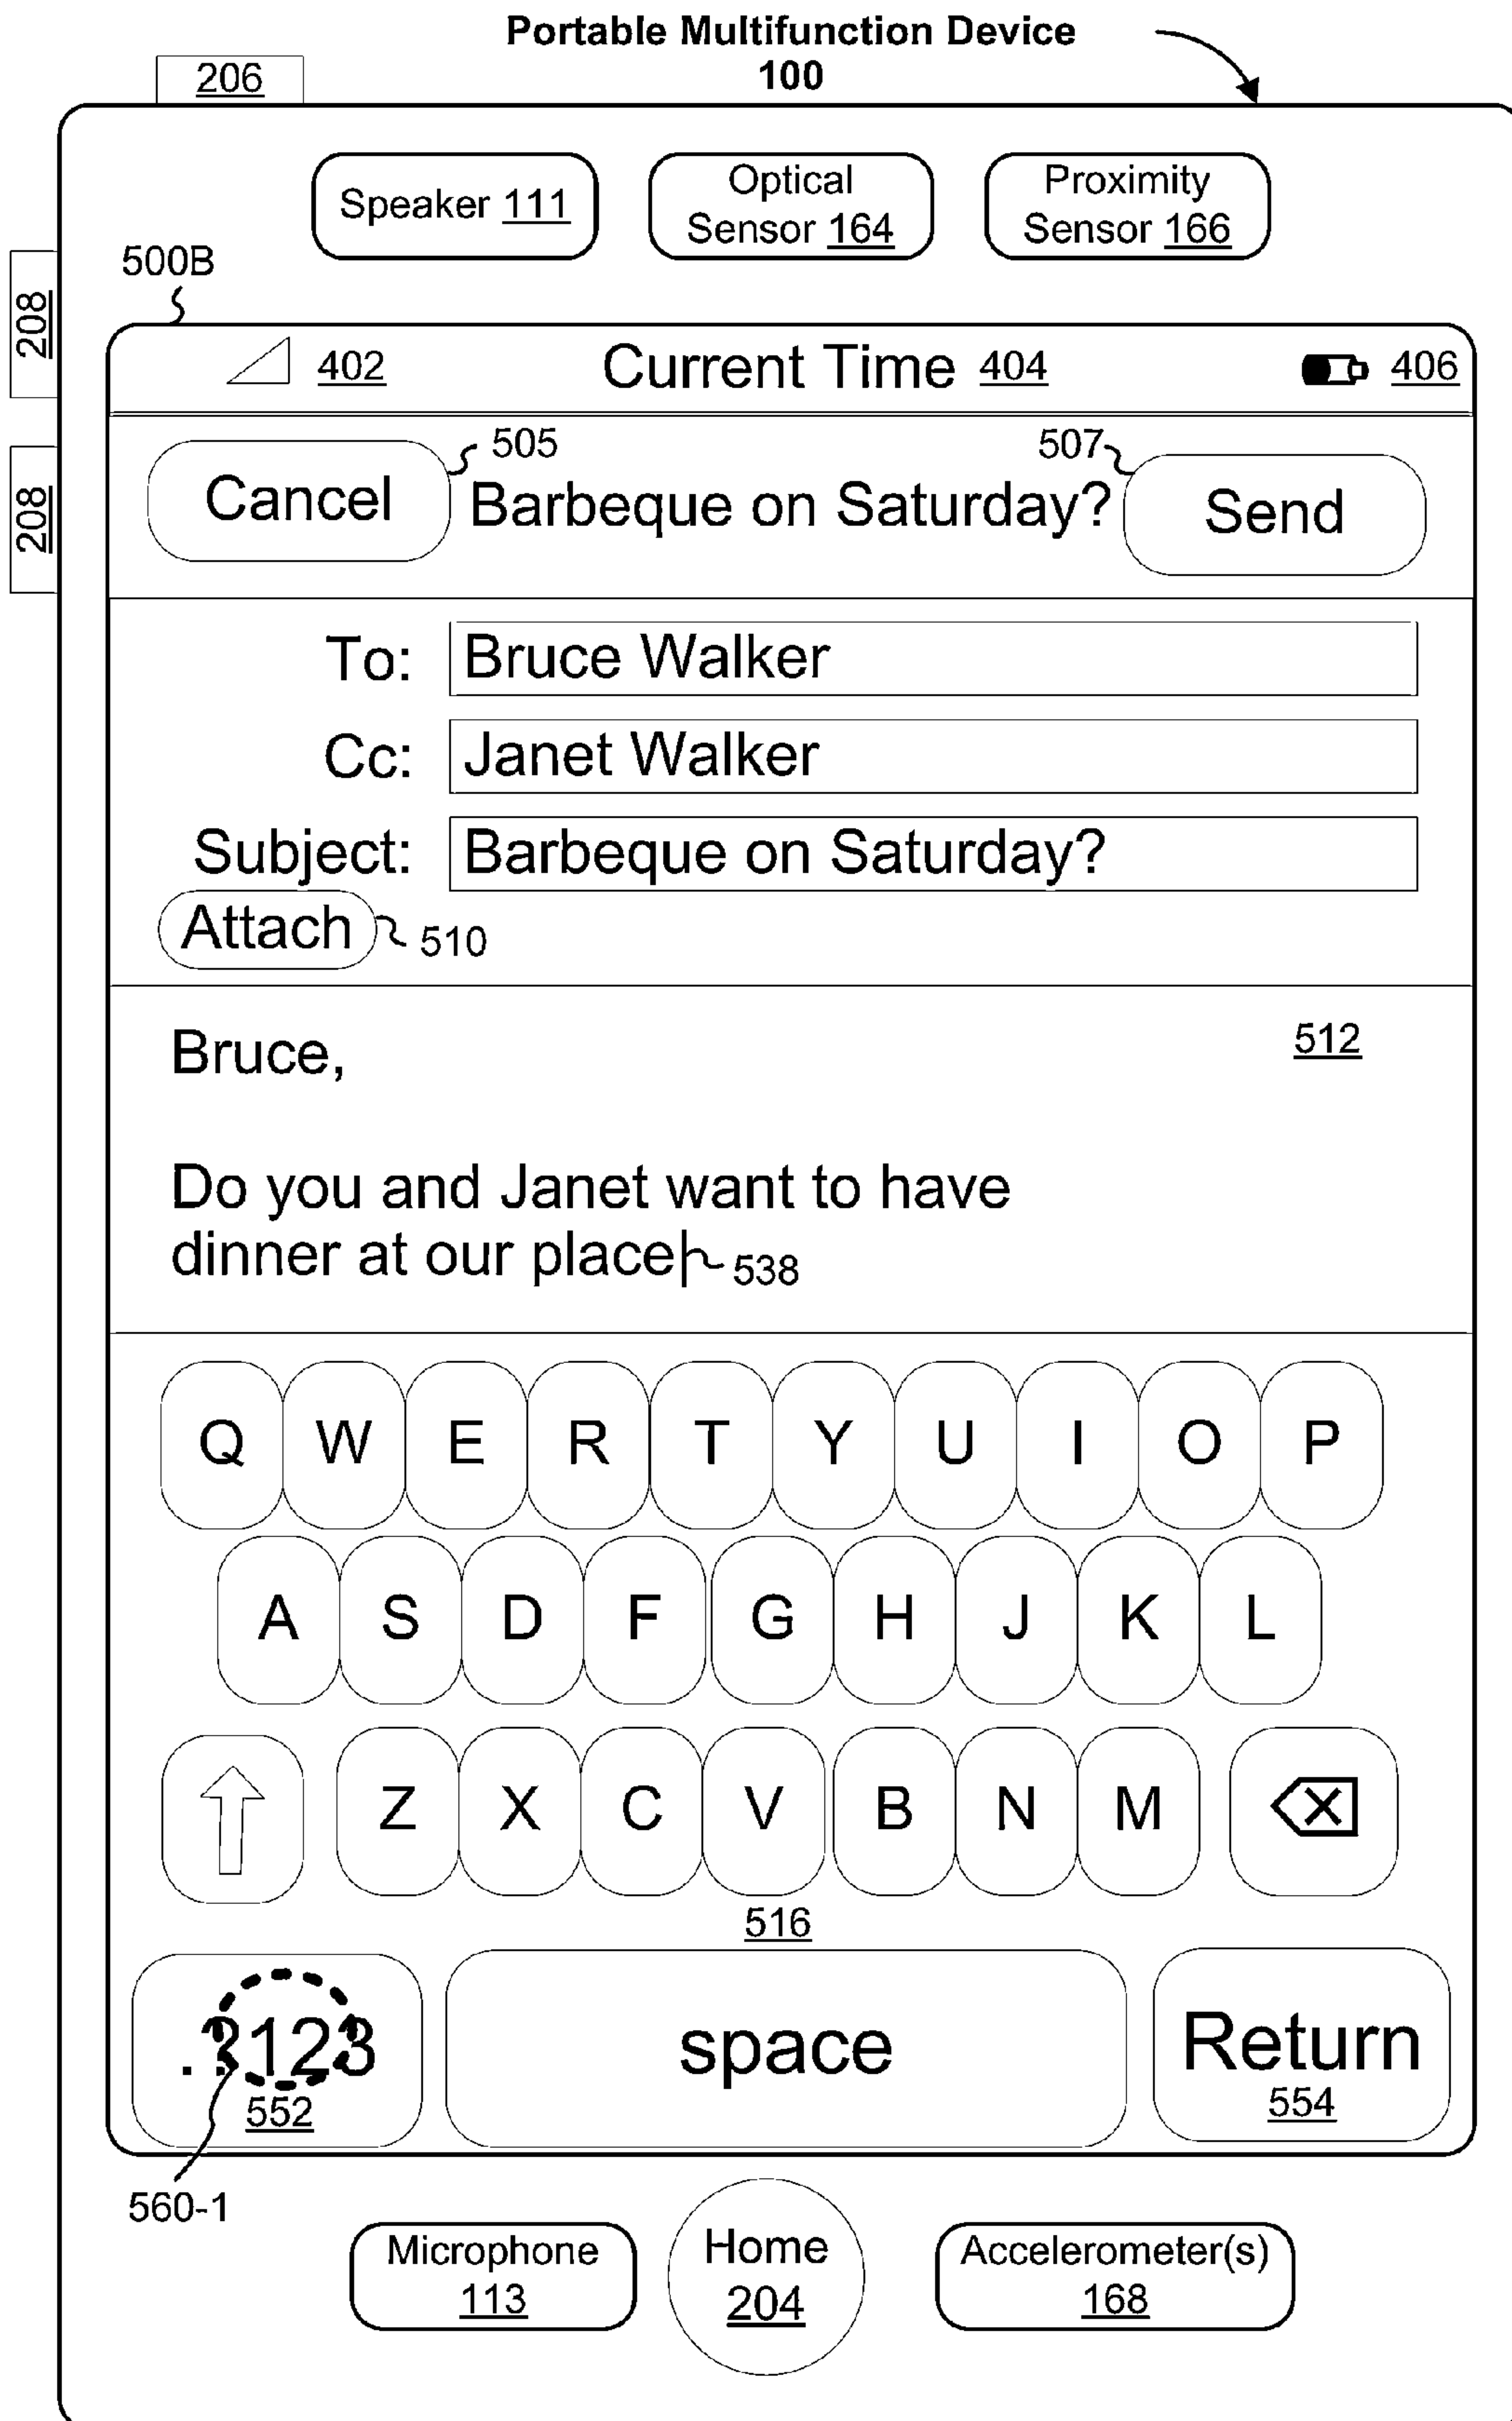 Portable Multifunction Device
100
206
Speaker 111
Optical
Sensor 164
Proximity
Sensor 166
500B
208
208
402
Current Time 404
406
505
507
Cancel
Barbeque on Saturday?
Send
To:
Bruce Walker
Cc:
Janet Walker
Subject:
Barbeque on Saturday?
Attach
510
512
Bruce,
Do you and Janet want to have
dinner at our place
538
Q W E R T Y U I O P
A S D F G H J K L
Z X C V B N M
516
.?123
552
space
Return
554
560-1
Microphone
113
Home
204
Accelerometer(s)
168